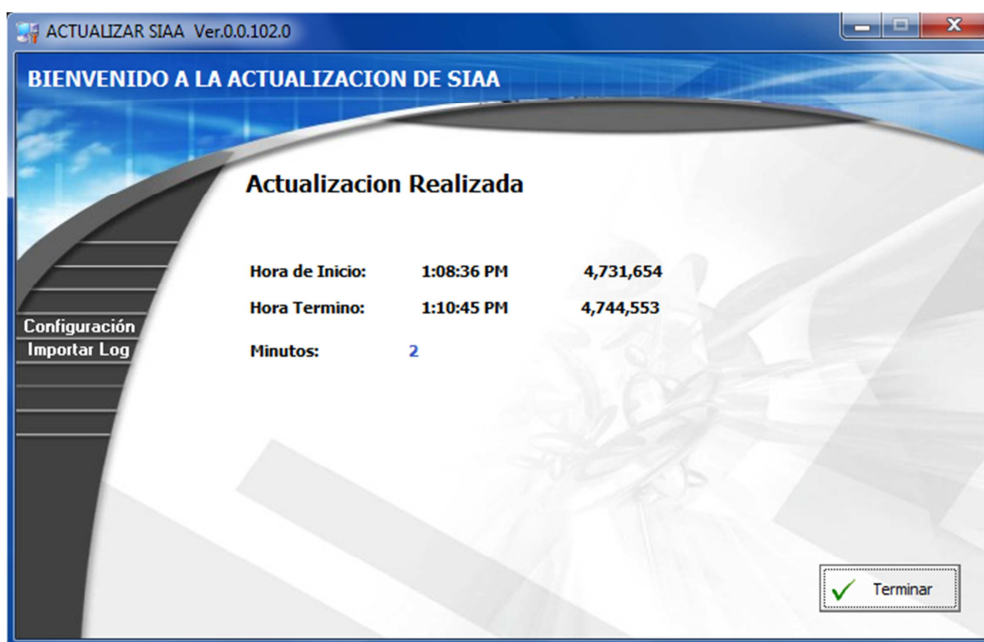 ACTUALIZAR SIAA Ver.0.0.102.0
BIENVENIDO A LA ACTUALIZACION DE SIAA
Actualizacion Realizada
Hora de Inicio: 1:08:36 PM 4,731,654
Hora Termino: 1:10:45 PM 4,744,553
Configuración
Importar Log
Minutos: 2
Terminar